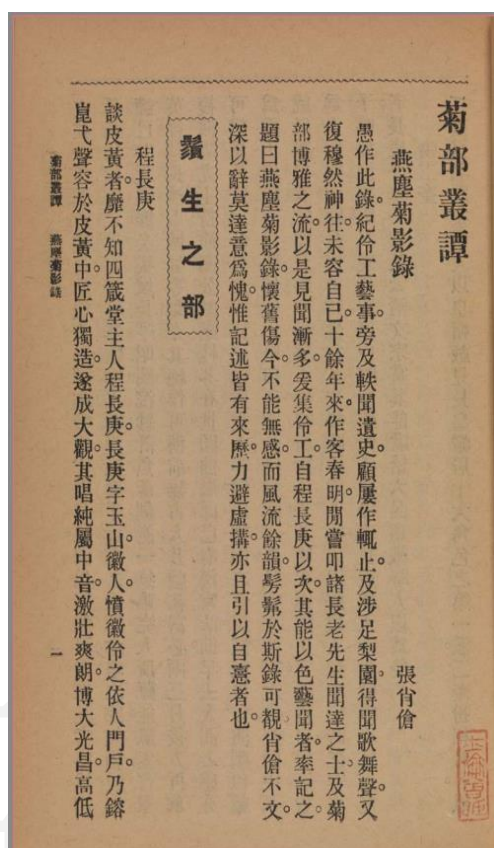 菊部叢譚
燕塵菊影錄
張肖傖
愚作此錄。紀伶工藝事。旁及軼聞遺史。顧屢作輒止。及涉足梨園。得聞歌舞聲。又
復穆然神往。未容自已。十餘年來。作客春明。閒嘗叩諸長老先生聞達之士。及菊
部博雅之流。以是見聞漸多。爰集伶工。自程長庚以次。其能以色藝聞者。率記之。
題曰燕塵菊影錄。懷舊傷今。不能無感。而風流餘韻。髣髴於斯錄可覩。肖傖不文。
深以辭莫達意爲愧。惟記述皆有來歷。力避虛搆。亦且引以自憙者也。
鬚生之部
程長庚
談皮黃者。靡不知四箴堂主人程長庚。長庚字玉山。徽人。憤徽伶之依人門戶。乃鎔
崑弋聲容於皮黃中。匠心獨造。遂成大觀。其唱純屬中音。激壯爽朗。博大光昌。高低
菊部叢譚 燕塵菊影錄
一